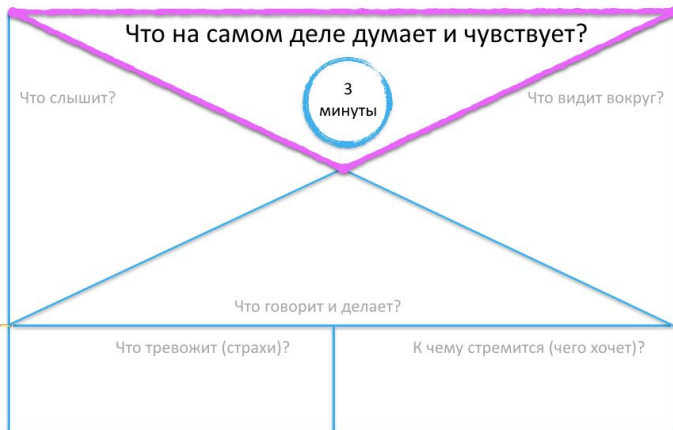 Что на самом деле думает и чувствует?
3
минуты
Что слышит?
Что видит вокруг?
Что говорит и делает?
Что тревожит (страхи)?
К чему стремится (чего хочет)?